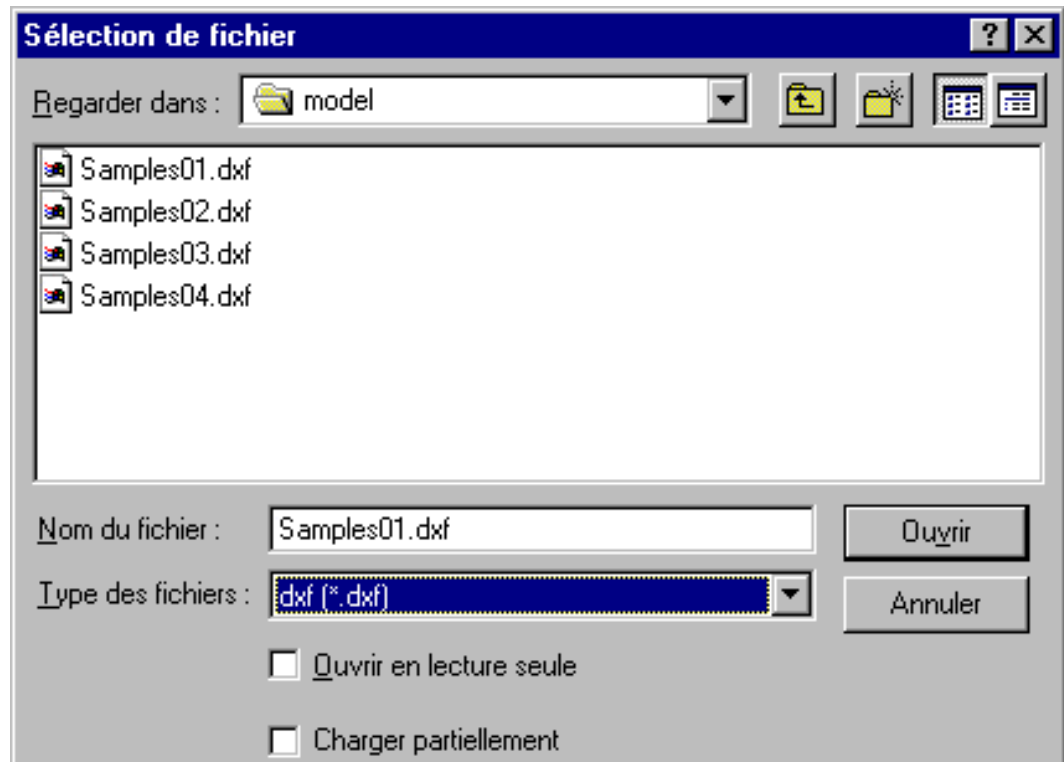 Sélection de fichier
Regarder dans : model
Samples01.dxf
Samples02.dxf
Samples03.dxf
Samples04.dxf
Nom du fichier : Samples01.dxf Ouvrir
Type des fichiers : dxf (*.dxf) Annuler
Ouvrir en lecture seule
Charger partiellement